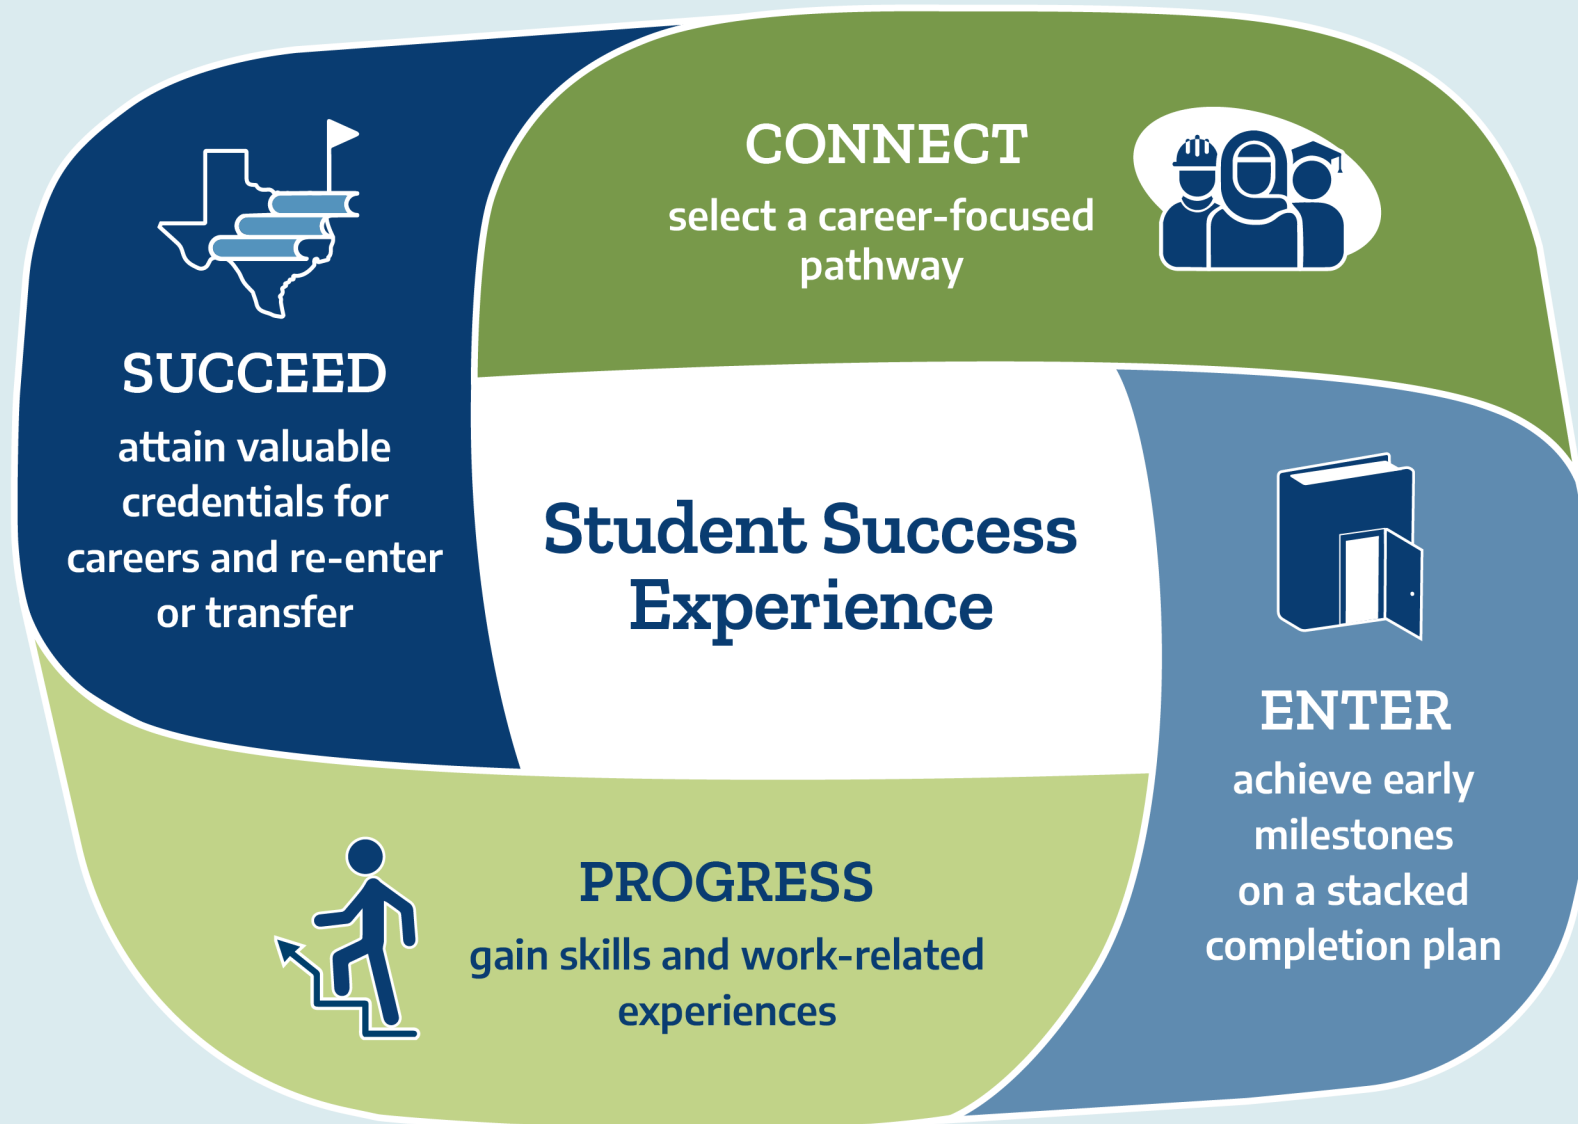 CONNECT
select a career-focused
pathway
SUCCEED
attain valuable
credentials for
careers and re-enter
or transfer
Student Success
Experience
ENTER
achieve early
milestones
on a stacked
completion plan
PROGRESS
gain skills and work-related
experiences